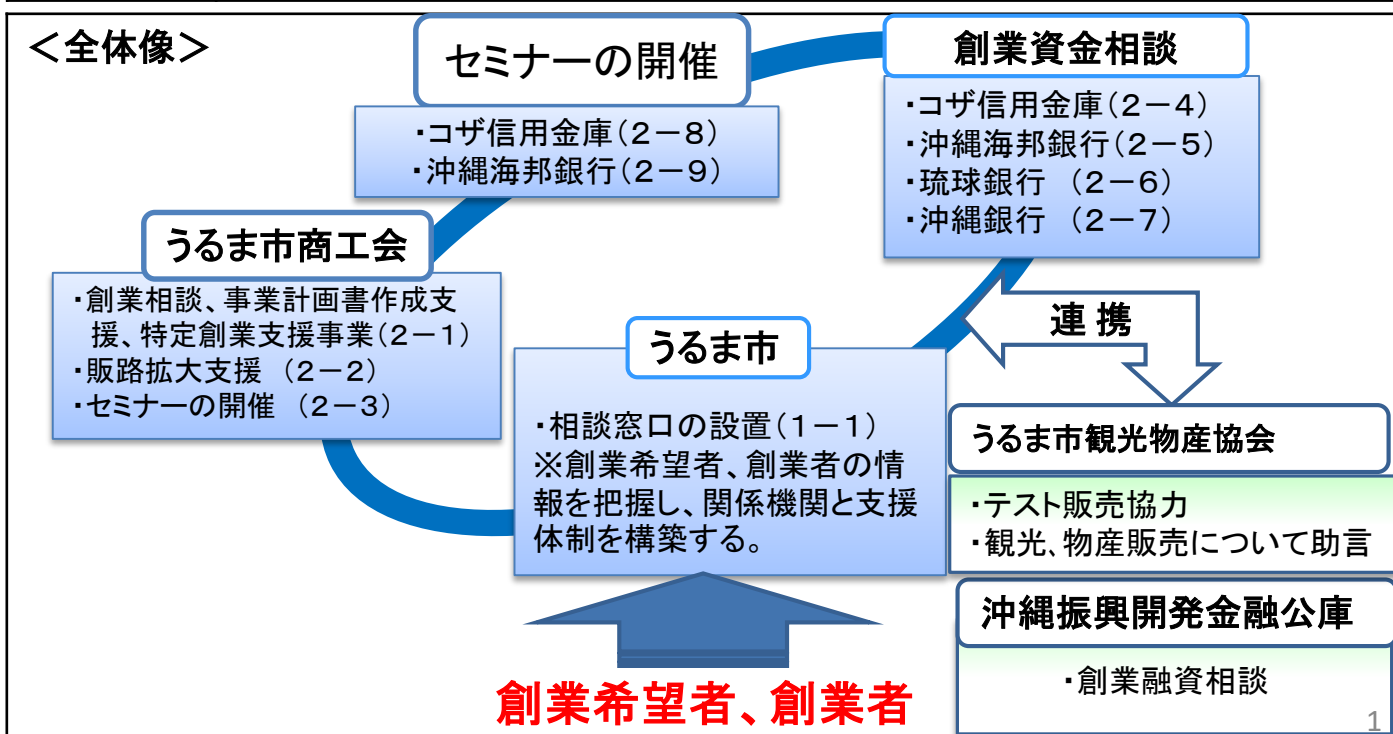 ＜全体像＞
セミナーの開催
・コザ信用金庫(２－８)
・沖縄海邦銀行(２－９)
創業資金相談
・コザ信用金庫(２－４)
・沖縄海邦銀行(２－５)
・琉球銀行　(２－６)
・沖縄銀行　(２－７)
うるま市商工会
・創業相談、事業計画書作成支
援、特定創業支援事業(２－１)
・販路拡大支援　(２－２)
・セミナーの開催　(２－３)
うるま市
・相談窓口の設置(１－１)
※創業希望者、創業者の情
報を把握し、関係機関と支援
体制を構築する。
連 携
うるま市観光物産協会
・テスト販売協力
・観光、物産販売について助言
沖縄振興開発金融公庫
・創業融資相談
創業希望者、創業者
1